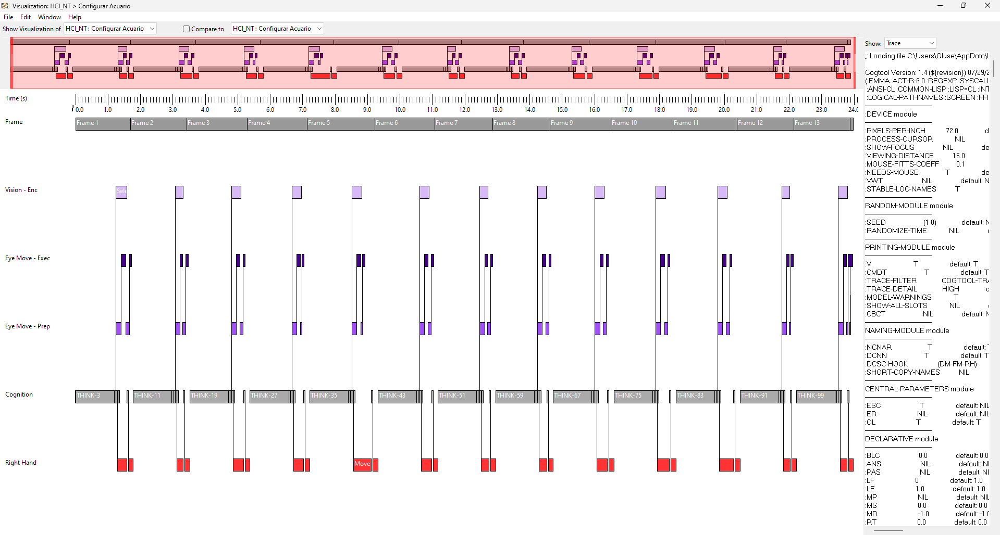 Visualization: HCI_NT > Configurar Acuario
File Edit Window Help
Show Visualization of HCI_NT : Configurar Acuario Compare to HCI_NT : Configurar Acuario
Show: Trace
Time (s)
0.0 1.0 2.0 3.0 4.0 5.0 6.0 7.0 8.0 9.0 10.0 11.0 12.0 13.0 14.0 15.0 16.0 17.0 18.0 19.0 20.0 21.0 22.0 23.0 24.0
Frame
Frame 1 Frame 2 Frame 3 Frame 4 Frame 5 Frame 6 Frame 7 Frame 8 Frame 9 Frame 10 Frame 11 Frame 12 Frame 13
Vision - Enc
Sele
Eye Move - Exec
Eye Move - Prep
Cognition
THINK-3 THINK-11 THINK-19 THINK-27 THINK-35 THINK-43 THINK-51 THINK-59 THINK-67 THINK-75 THINK-83 THINK-91 THINK-99
Right Hand
Move
;; Loading file C:\Users\Gluse\AppData\L
Cogtool Version: 1.4 (${revision}) 07/29/2
(:EMMA :ACT-R-6.0 :REGEXP :SYSCALL
:ANSI-CL :COMMON-LISP :LISP=CL :INT
:LOGICAL-PATHNAMES :SCREEN :FFI
:DEVICE module
:PIXELS-PER-INCH 72.0 d
:PROCESS-CURSOR NIL
:SHOW-FOCUS NIL de
:VIEWING-DISTANCE 15.0
:MOUSE-FITTS-COEFF 0.1
:NEEDS-MOUSE T de
:VWT NIL default: N
:STABLE-LOC-NAMES T
RANDOM-MODULE module
:SEED (1 0) default: N
:RANDOMIZE-TIME NIL
PRINTING-MODULE module
:V T default: T
:CMDT T default: T
:TRACE-FILTER COGTOOL-TRA
:TRACE-DETAIL HIGH
:MODEL-WARNINGS T
:SHOW-ALL-SLOTS NIL
:CBCT NIL default: N
NAMING-MODULE module
:NCNAR T default:
:DCNN T default: T
:DCSC-HOOK (DM-FM-RH)
:SHORT-COPY-NAMES NIL
CENTRAL-PARAMETERS module
:ESC T default: NIL
:ER NIL default: NIL
:OL T default: T
DECLARATIVE module
:BLC 0.0 default: 0.0
:ANS NIL default: NI
:PAS NIL default: NI
:LF 0 default: 1.0
:LE 1.0 default: 1.0
:MP NIL default: NIL
:MS 0.0 default: 0.0
:MD -1.0 default: -1.0
:RT 0.0 default: 0.0